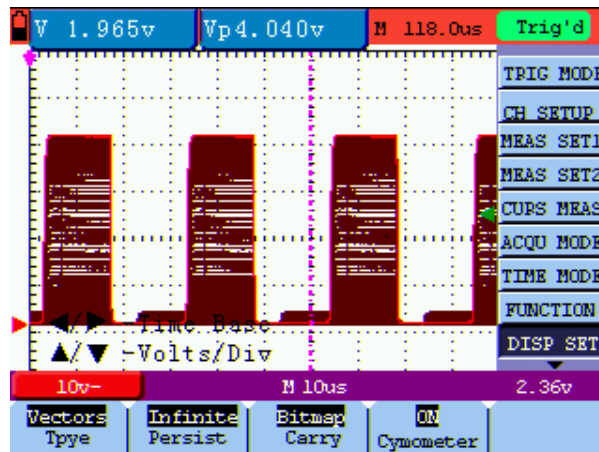 V 1.965v Vp4.040v M 118.0us Trig'd
TRIG MODE
CH SETUP
MEAS SET1
MEAS SET2
CURS MEAS
ACQU MODE
TIME MODE
FUNCTION
DISP SET
◀/▶ -Time Base
▲/▼ -Volts/Div
10v- M 10us 2.36v
Vectors Infinite Bitmap ON
Tpye Persist Carry Cymometer